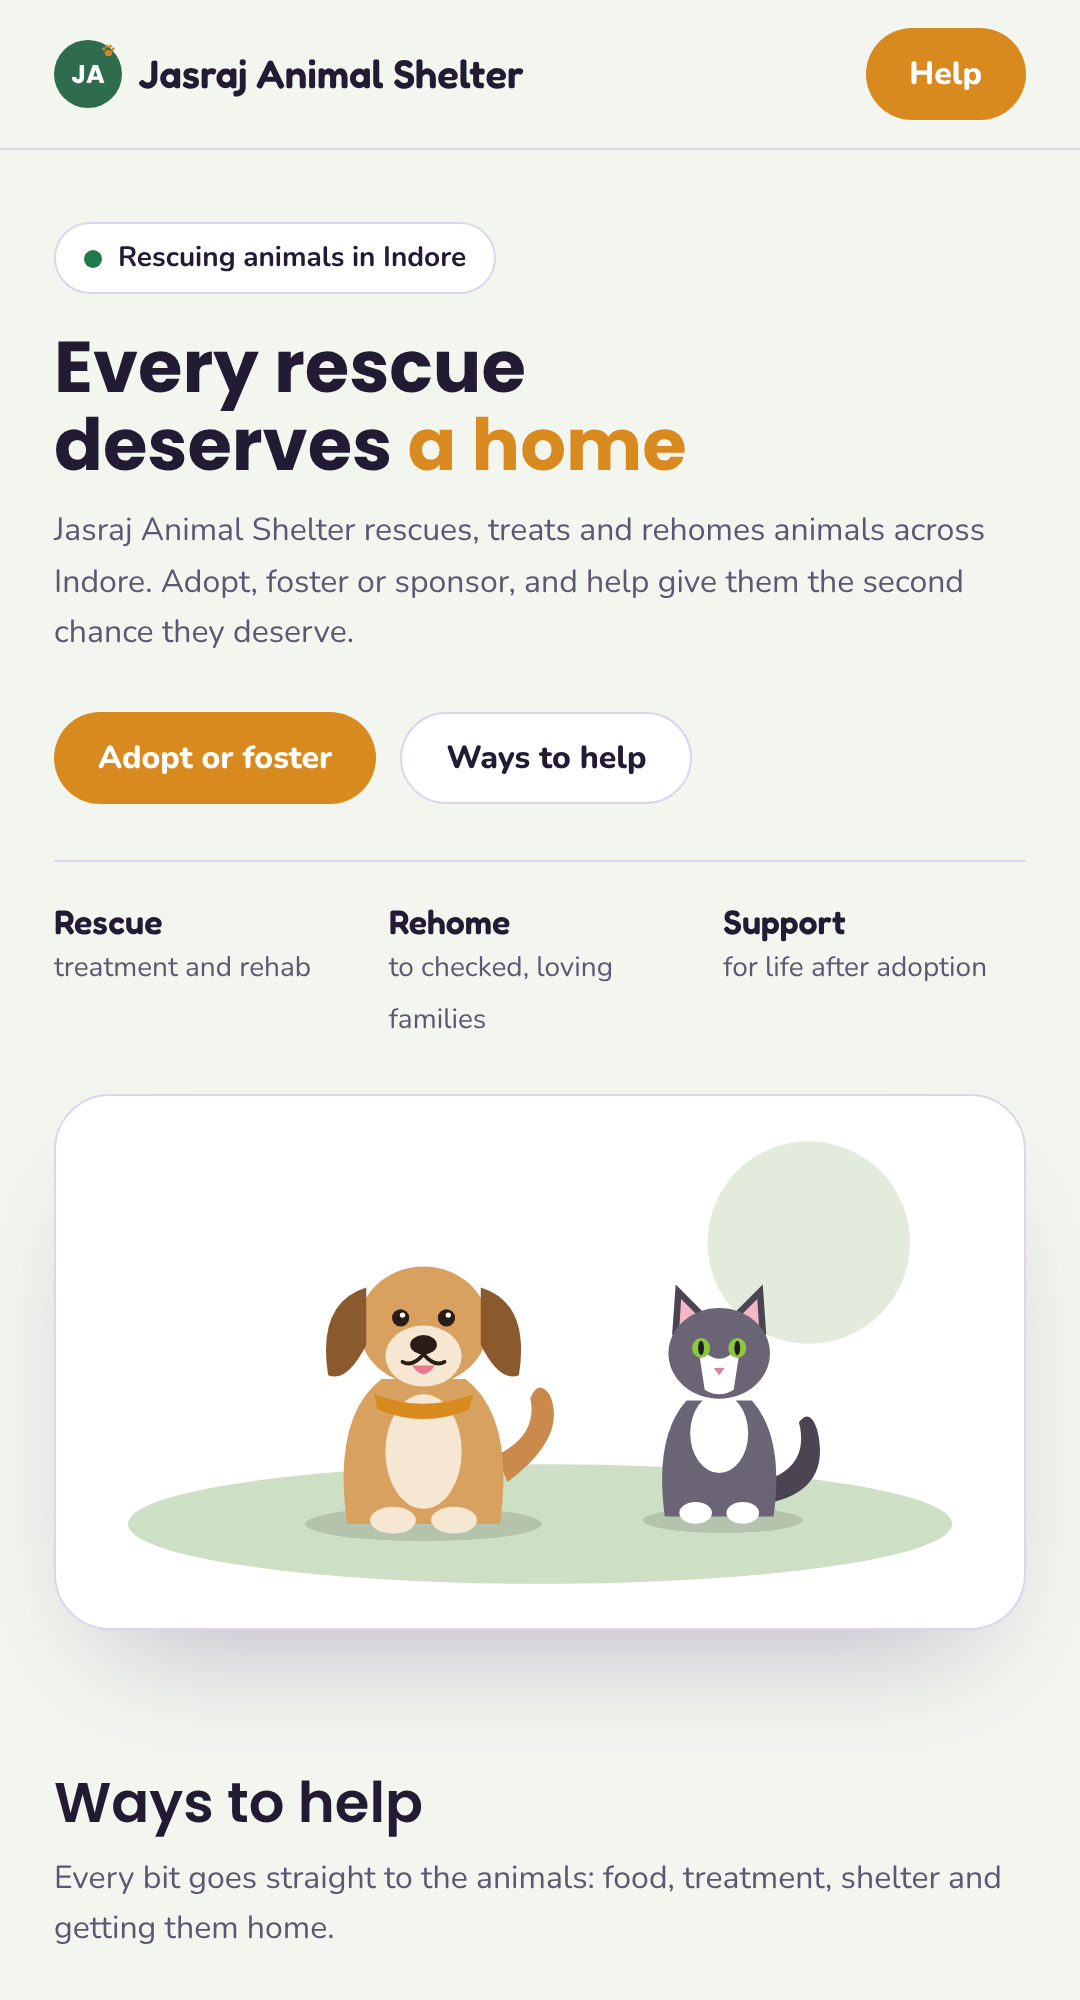 JA
Jasraj Animal Shelter
Help
Rescuing animals in Indore
Every rescue
deserves a home
Jasraj Animal Shelter rescues, treats and rehomes animals across
Indore. Adopt, foster or sponsor, and help give them the second
chance they deserve.
Adopt or foster
Ways to help
Rescue
treatment and rehab
Rehome
to checked, loving
families
Support
for life after adoption
Ways to help
Every bit goes straight to the animals: food, treatment, shelter and
getting them home.